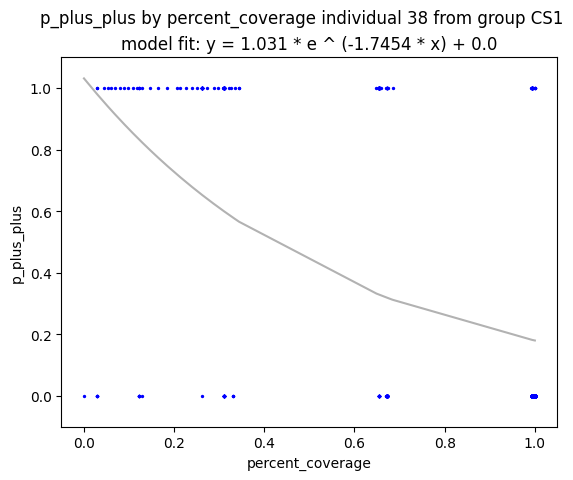 p_plus_plus by percent_coverage individual 38 from group CS1
model fit: y = 1.031 * e ^ (-1.7454 * x) + 0.0
1.0
0.8
0.6
0.4
0.2
0.0
p_plus_plus
0.0 0.2 0.4 0.6 0.8 1.0
percent_coverage